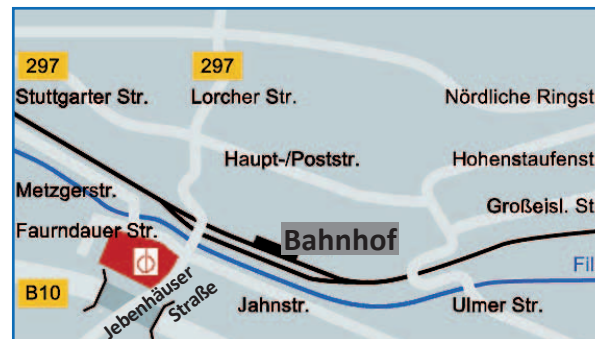 297
297
Stuttgarter Str.
Lorcher Str.
Nördliche Ringst
Haupt-/Poststr.
Hohenstaufenst
Metzgerstr.
Großeisl. St
Faurndauer Str.
Bahnhof
Fil
B10
Jebenhäuser
Straße
Jahnstr.
Ulmer Str.